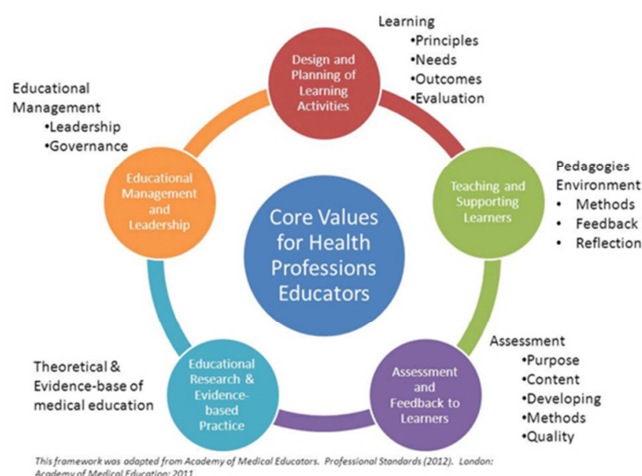 Learning
•Principles
•Needs
•Outcomes
•Evaluation
Design and
Planning of
Learning
Activities
Educational
Management
•Leadership
•Governance
Educational
Management
and
Leadership
Core Values
for Health
Professions
Educators
Teaching and
Supporting
Learners
Pedagogies
Environment
• Methods
• Feedback
• Reflection
Theoretical &
Evidence-base of
medical education
Educational
Research &
Evidence-
based
Practice
Assessment
and
Feedback to
Learners
Assessment
•Purpose
•Content
•Developing
•Methods
•Quality
This framework was adapted from Academy of Medical Educators. Professional Standards (2012). London:
Academy of Medical Education; 2011